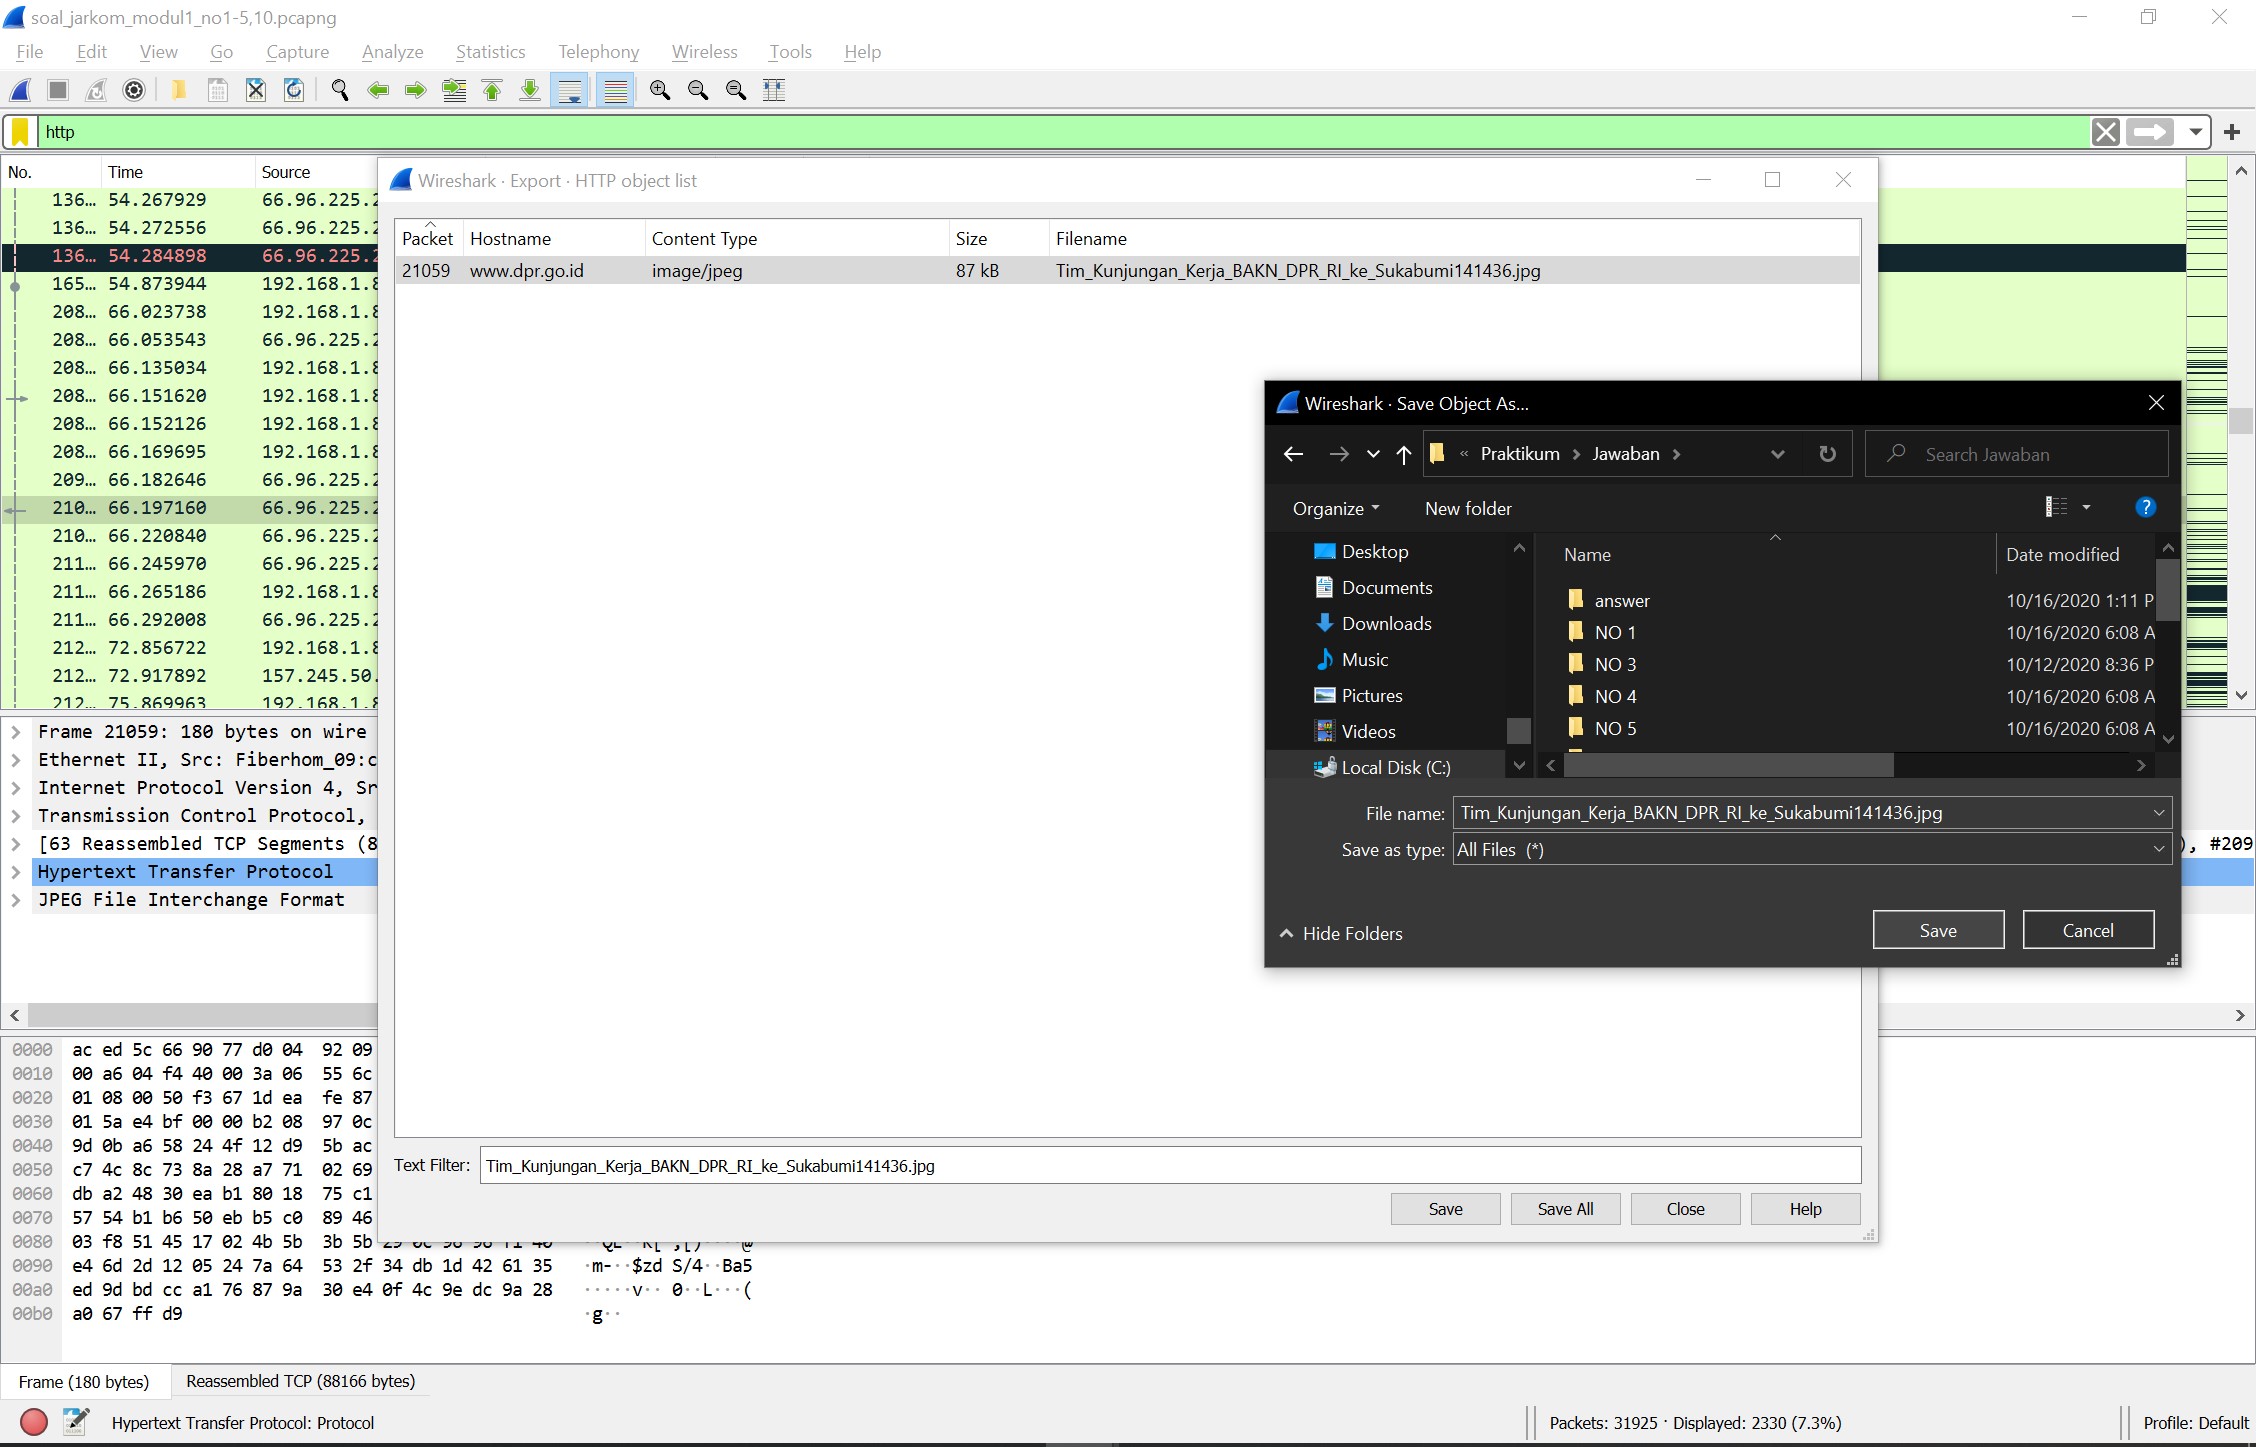 soal_jarkom_modul1_no1-5,10.pcapng
File Edit View Go Capture Analyze Statistics Telephony Wireless Tools Help
http
No. Time Source
136… 54.267929 66.96.225.2
136… 54.272556 66.96.225.2
136… 54.284898 66.96.225.2
165… 54.873944 192.168.1.8
208… 66.023738 192.168.1.8
208… 66.053543 66.96.225.2
208… 66.135034 192.168.1.8
208… 66.151620 192.168.1.8
208… 66.152126 192.168.1.8
208… 66.169695 192.168.1.8
209… 66.182646 66.96.225.2
210… 66.197160 66.96.225.2
210… 66.220840 66.96.225.2
211… 66.245970 66.96.225.2
211… 66.265186 192.168.1.8
211… 66.292008 66.96.225.2
212… 72.856722 192.168.1.8
212… 72.917892 157.245.50.
212… 75.869963 192.168.1.8
Wireshark · Export · HTTP object list
Packet Hostname Content Type Size Filename
21059 www.dpr.go.id image/jpeg 87 kB Tim_Kunjungan_Kerja_BAKN_DPR_RI_ke_Sukabumi141436.jpg
Wireshark · Save Object As...
« Praktikum > Jawaban >
Search Jawaban
Organize New folder
Desktop
Documents
Downloads
Music
Pictures
Videos
Local Disk (C:)
Name Date modified
answer 10/16/2020 1:11 P
NO 1 10/16/2020 6:08 A
NO 3 10/12/2020 8:36 P
NO 4 10/16/2020 6:08 A
NO 5 10/16/2020 6:08 A
File name: Tim_Kunjungan_Kerja_BAKN_DPR_RI_ke_Sukabumi141436.jpg
Save as type: All Files (*)
Hide Folders
Save Cancel
Text Filter: Tim_Kunjungan_Kerja_BAKN_DPR_RI_ke_Sukabumi141436.jpg
Save Save All Close Help
Frame 21059: 180 bytes on wire
Ethernet II, Src: Fiberhom_09:c
Internet Protocol Version 4, Sr
Transmission Control Protocol,
[63 Reassembled TCP Segments (8 ), #209
Hypertext Transfer Protocol
JPEG File Interchange Format
0000 ac ed 5c 66 90 77 d0 04 92 09
0010 00 a6 04 f4 40 00 3a 06 55 6c
0020 01 08 00 50 f3 67 1d ea fe 87
0030 01 5a e4 bf 00 00 b2 08 97 0c
0040 9d 0b a6 58 24 4f 12 d9 5b ac
0050 c7 4c 8c 73 8a 28 a7 71 02 69
0060 db a2 48 30 ea b1 80 18 75 c1
0070 57 54 b1 b6 50 eb b5 c0 89 46
0080 03 f8 51 45 17 02 4b 5b 3b 5b
0090 e4 6d 2d 12 05 24 7a 64 53 2f 34 db 1d 42 61 35 ·m-··$zd S/4··Ba5
00a0 ed 9d bd cc a1 76 87 9a 30 e4 0f 4c 9e dc 9a 28 ·····v·· 0··L···(
00b0 a0 67 ff d9 ·g··
Frame (180 bytes) Reassembled TCP (88166 bytes)
Hypertext Transfer Protocol: Protocol
Packets: 31925 · Displayed: 2330 (7.3%)
Profile: Default